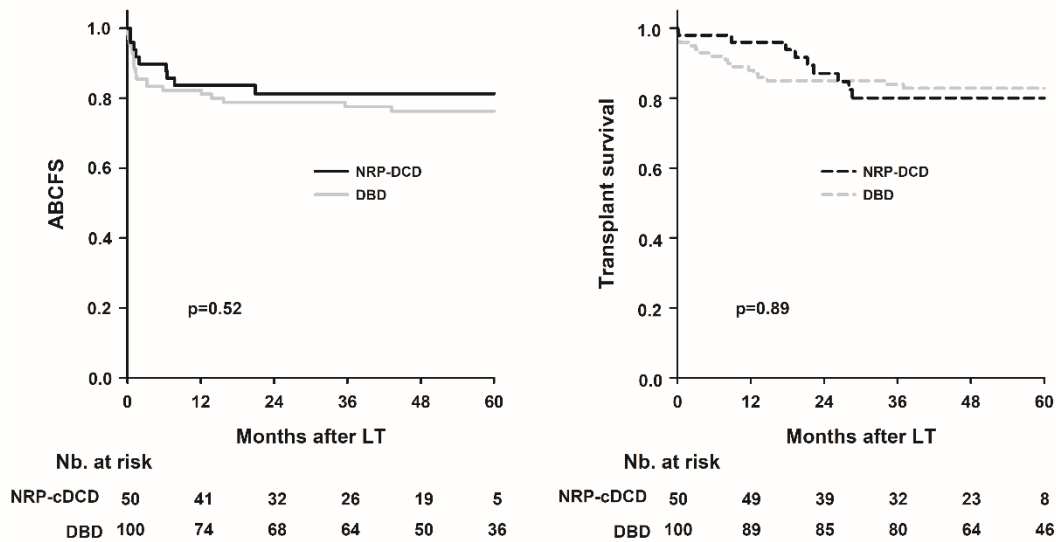 ABCFS
1.0
0.8
0.6
0.4
0.2
0.0
NRP-DCD
DBD
p=0.52
0 12 24 36 48 60
Months after LT
Nb. at risk
NRP-cDCD 50 41 32 26 19 5
DBD 100 74 68 64 50 36
Transplant survival
1.0
0.8
0.6
0.4
0.2
0.0
NRP-DCD
DBD
p=0.89
0 12 24 36 48 60
Months after LT
Nb. at risk
NRP-cDCD 50 49 39 32 23 8
DBD 100 89 85 80 64 46